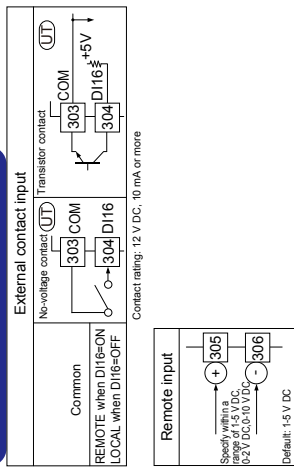 External contact input
Common
No-voltage contact
UT
Transistor contact
UT
REMOTE when DI16=ON
LOCAL when DI16=OFF
303 COM
304 DI16
303 COM
304 DI16
+5V
Contact rating: 12 V DC, 10 mA or more
Remote input
Specify within a
range of 1-5 V DC,
0-2 V DC,0-10 VDC
+ 305
- 306
Default: 1-5 V DC